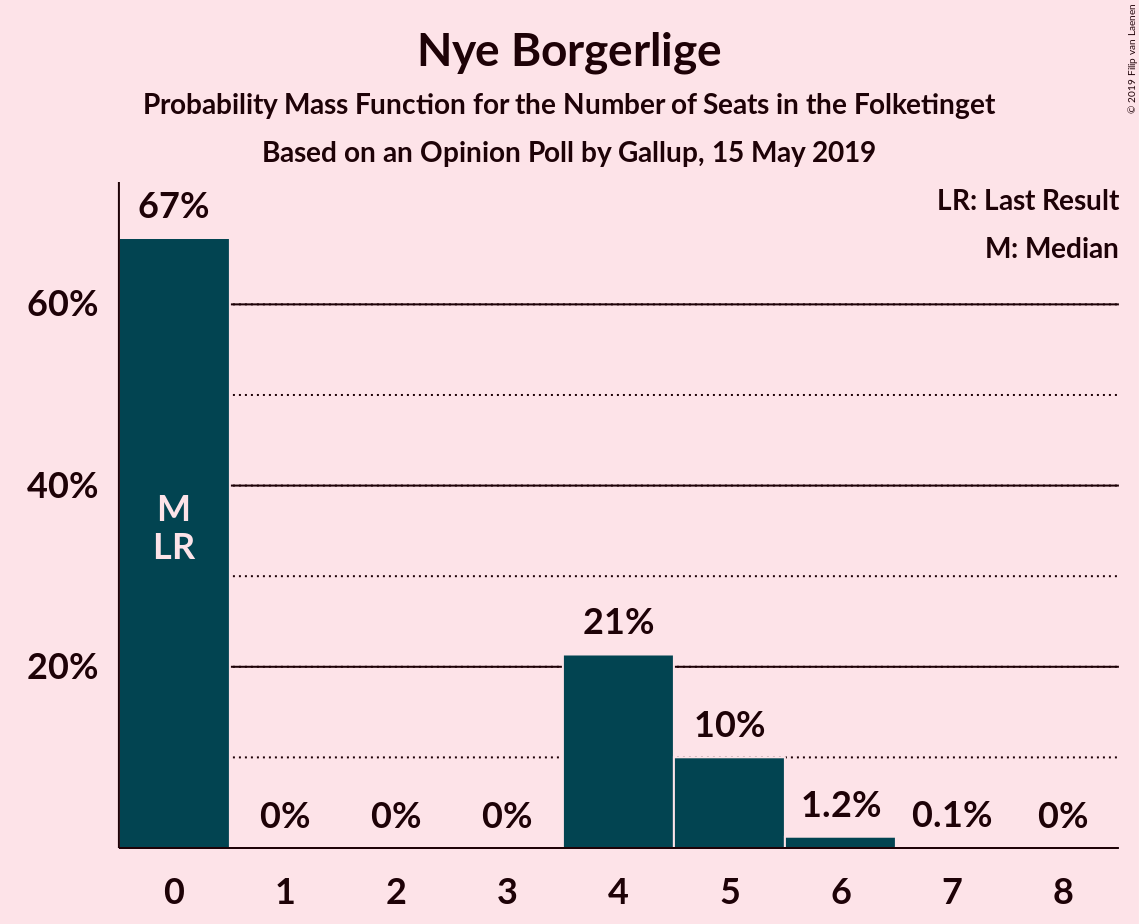 Nye Borgerlige
Probability Mass Function for the Number of Seats in the Folketinget
Based on an Opinion Poll by Gallup, 15 May 2019
© 2019 Filip van Laenen
LR: Last Result
M: Median
67%
60%
40%
20%
M
LR
0%
0%
0%
21%
10%
1.2%
0.1%
0%
0 1 2 3 4 5 6 7 8